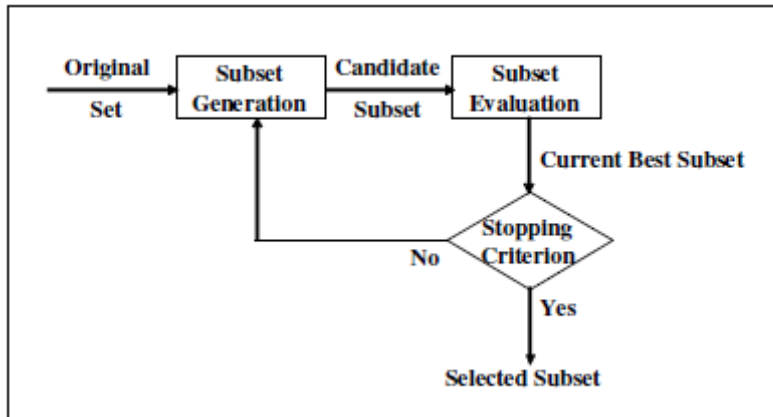 Original
Set
Subset
Generation
Candidate
Subset
Subset
Evaluation
Current Best Subset
Stopping
Criterion
No
Yes
Selected Subset